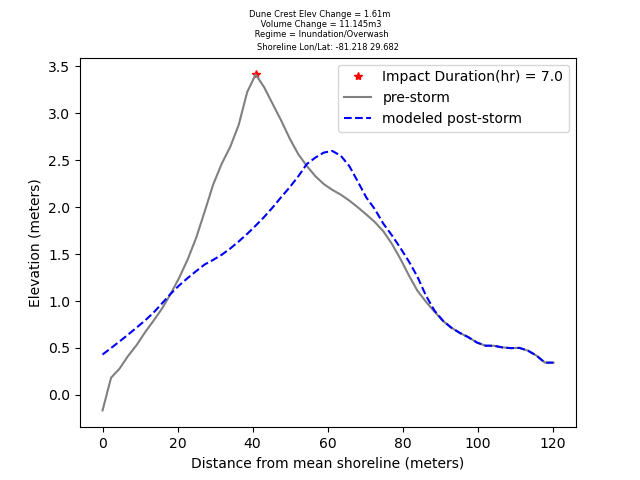 Dune Crest Elev Change = 1.61m
Volume Change = 11.145m3
Regime = Inundation/Overwash
Shoreline Lon/Lat: -81.218 29.682
Impact Duration(hr) = 7.0
pre-storm
modeled post-storm
Elevation (meters)
3.5
3.0
2.5
2.0
1.5
1.0
0.5
0.0
0 20 40 60 80 100 120
Distance from mean shoreline (meters)